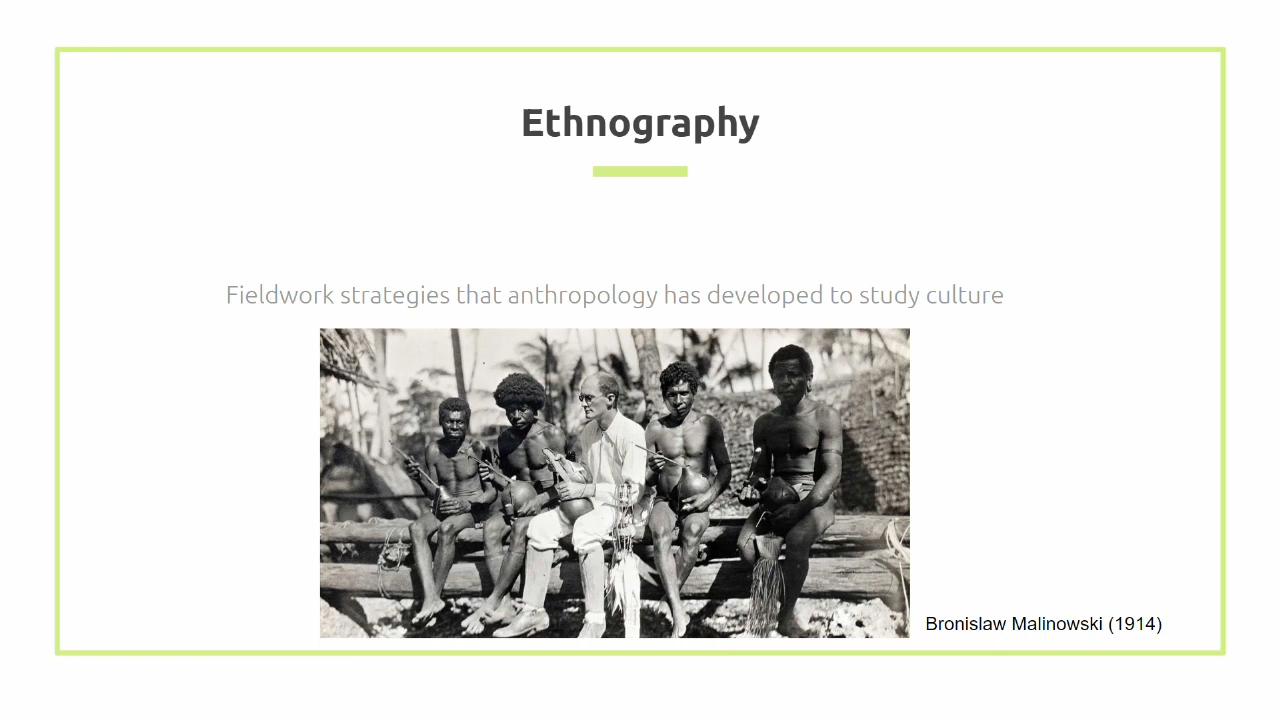 Ethnography
Fieldwork strategies that anthropology has developed to study culture
Bronislaw Malinowski (1914)